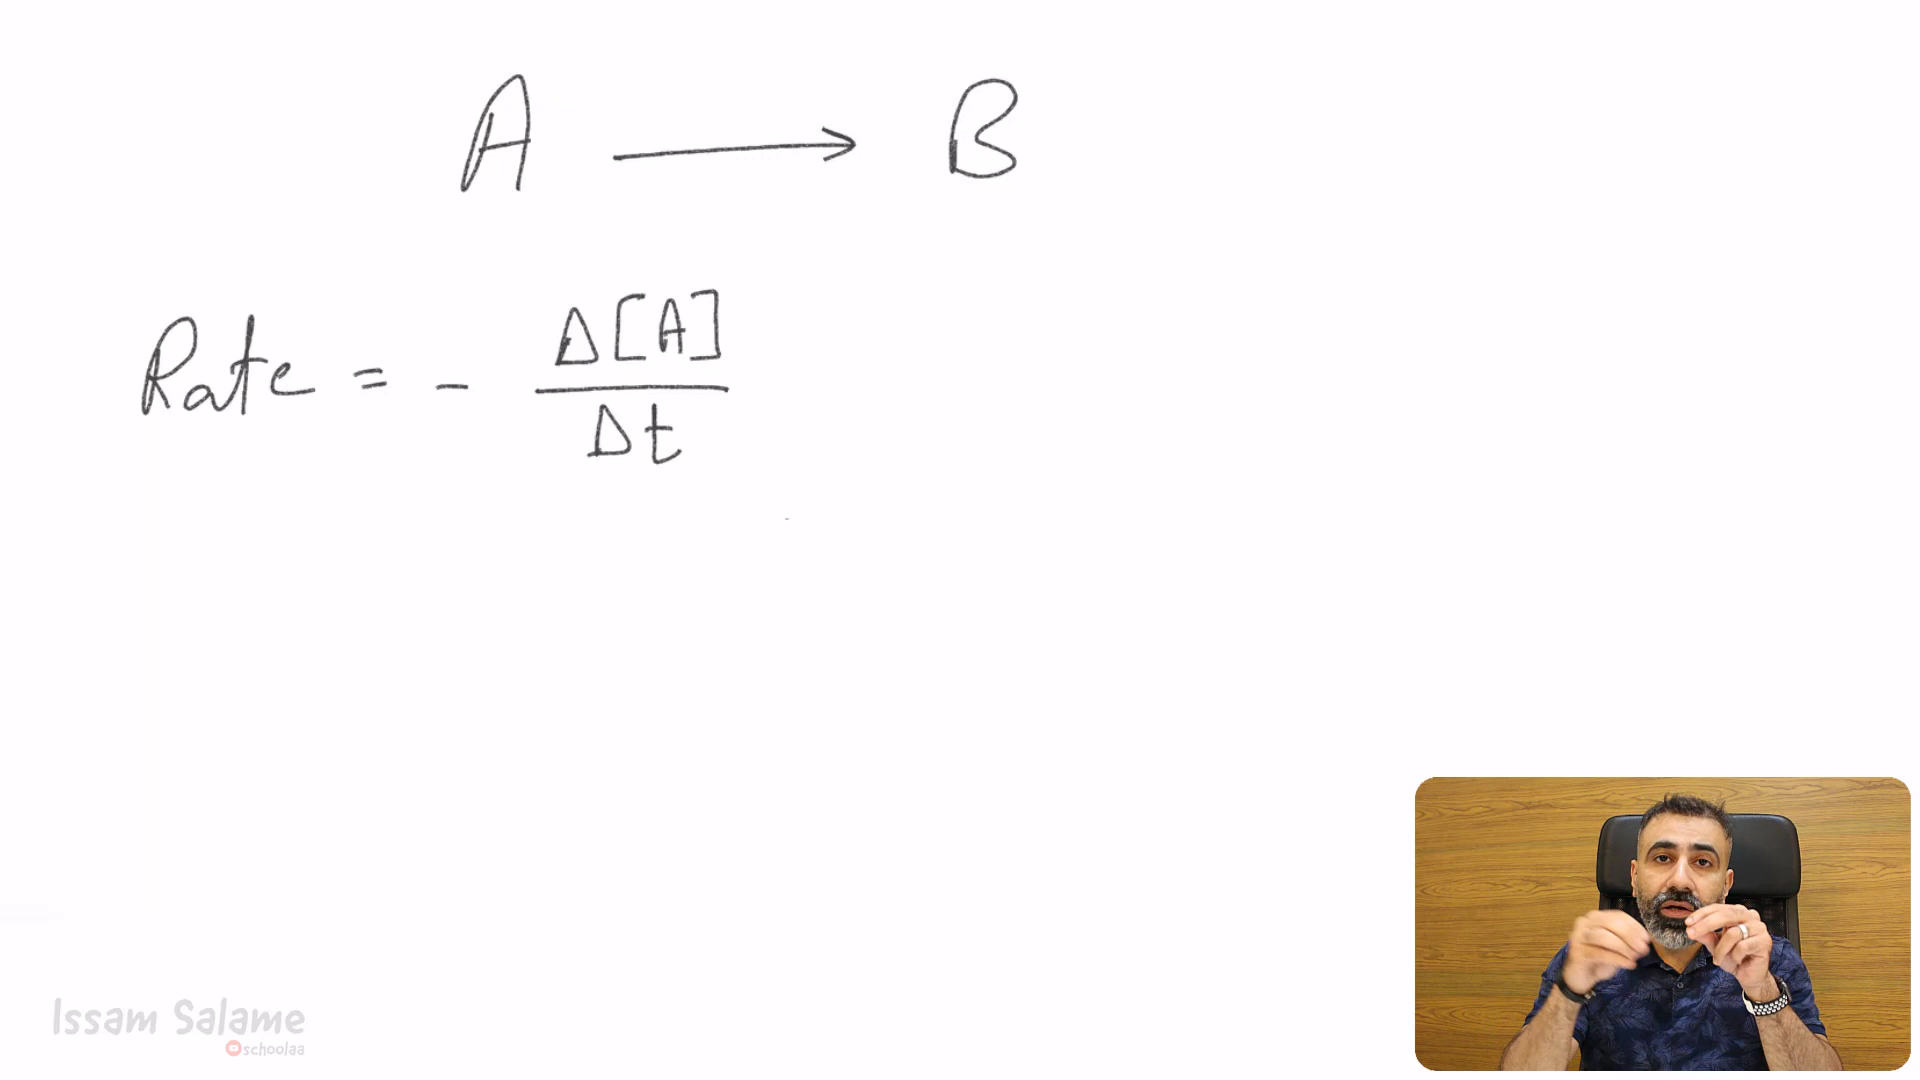 A → B
Rate = - Δ[A]
Δt
Issam Salame
schoolaa